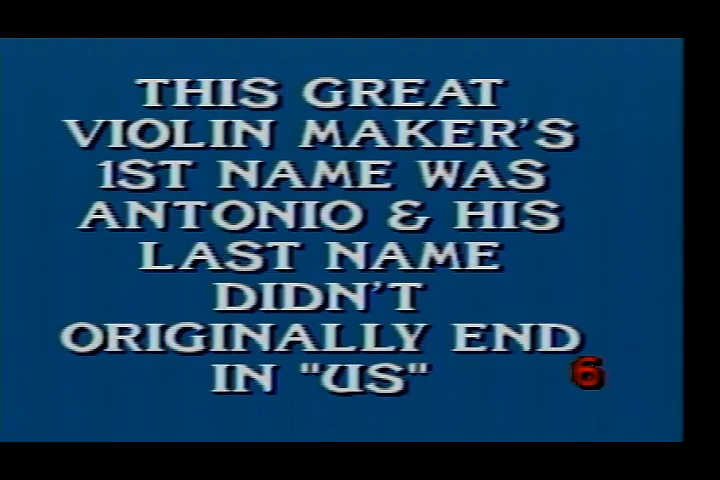 THIS GREAT
VIOLIN MAKER'S
1ST NAME WAS
ANTONIO & HIS
LAST NAME
DIDN'T
ORIGINALLY END
IN "US"
6